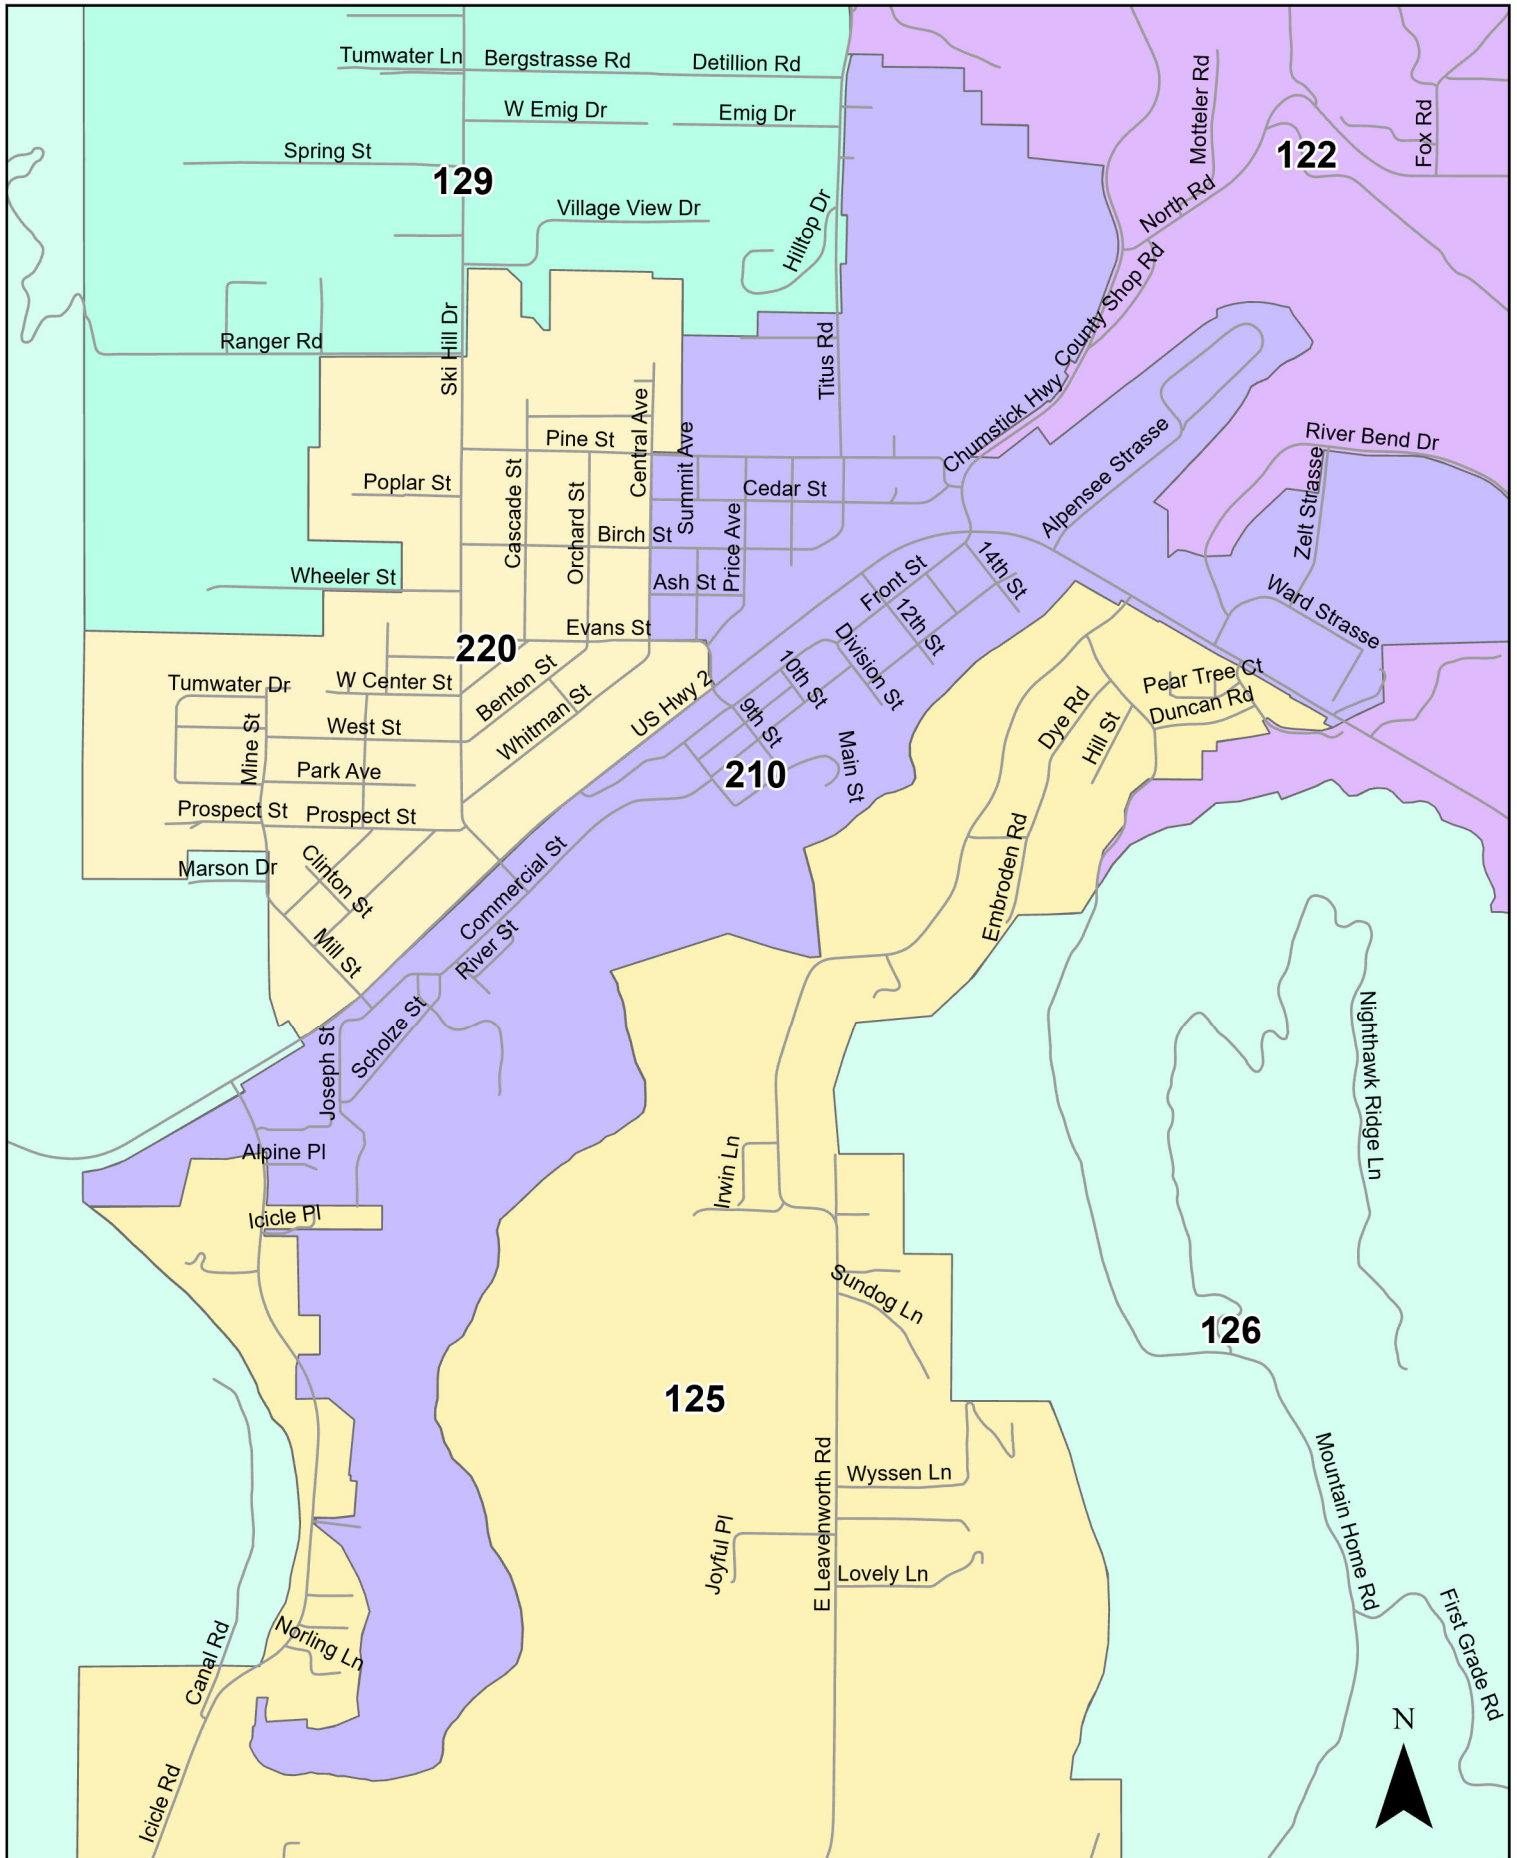 Tumwater Ln
Bergstrasse Rd
Detillion Rd
W Emig Dr
Emig Dr
Motteler Rd
Fox Rd
122
Spring St
129
North Rd
Village View Dr
Hilltop Dr
County Shop Rd
Ranger Rd
Ski Hill Dr
Titus Rd
Chumstick Hwy
Central Ave
Pine St
Summit Ave
Alpensee Strasse
River Bend Dr
Poplar St
Cascade St
Orchard St
Cedar St
Zelt Strasse
Birch St
Price Ave
Wheeler St
Ash St
Front St
14th St
12th St
Ward Strasse
Evans St
220
Division St
10th St
Tumwater Dr
W Center St
Benton St
Pear Tree Ct
Duncan Rd
US Hwy 2
Whitman St
9th St
Dye Rd
Hill St
Mine St
West St
Main St
Park Ave
210
Prospect St
Prospect St
Marson Dr
Clinton St
Commercial St
Embroden Rd
Mill St
River St
Nighthawk Ridge Ln
Joseph St
Scholze St
Alpine Pl
Irwin Ln
Icicle Pl
Sundog Ln
126
125
E Leavenworth Rd
Wyssen Ln
Mountain Home Rd
Joyful Pl
Lovely Ln
First Grade Rd
Canal Rd
Norling Ln
N
Icicle Rd